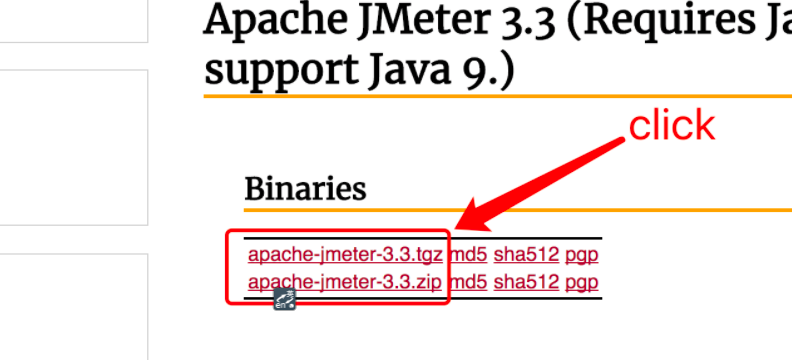 Apache JMeter 3.3 (Requires Ja
support Java 9.)
click
Binaries
apache-jmeter-3.3.tgz md5 sha512 pgp
apache-jmeter-3.3.zip md5 sha512 pgp
en